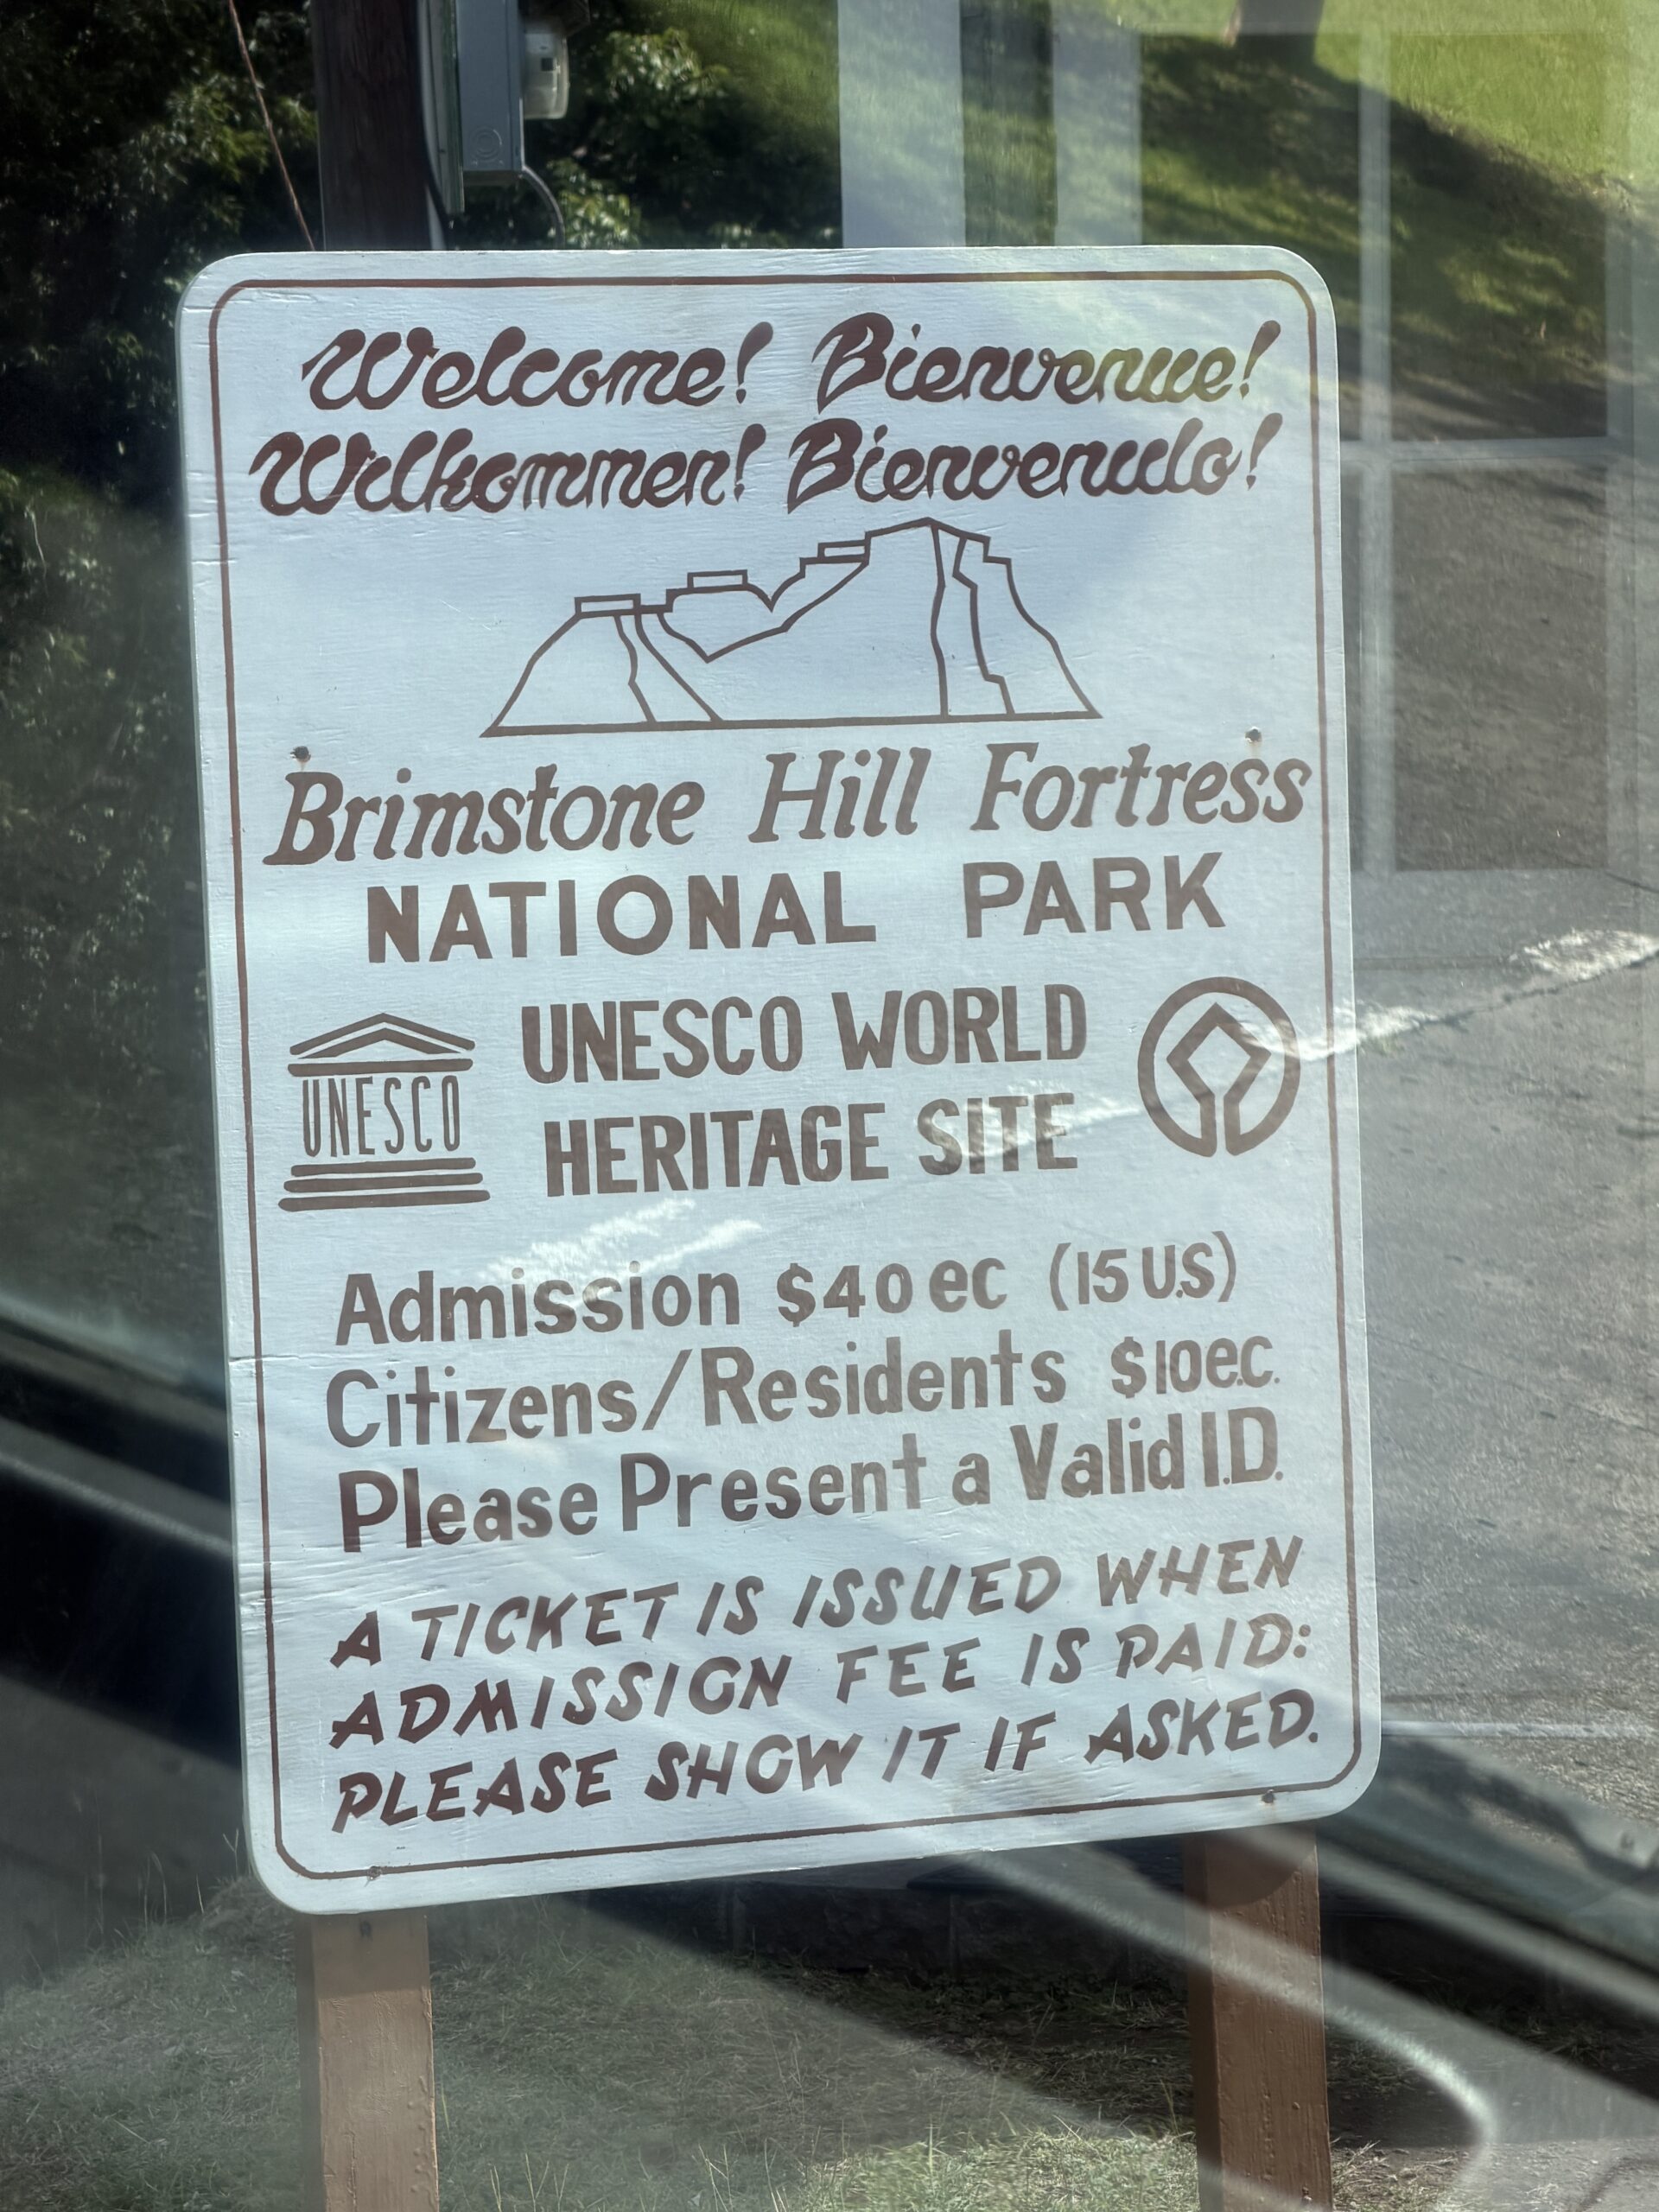 Welcome! Bienvenue!
Wilkommen! Bienvenido!
Brimstone Hill Fortress
NATIONAL PARK
UNESCO
UNESCO WORLD
HERITAGE SITE
Admission $40 ec (15 U.S)
Citizens/Residents $10 e.c.
Please Present a Valid I.D.
A TICKET IS ISSUED WHEN
ADMISSION FEE IS PAID:
PLEASE SHOW IT IF ASKED.